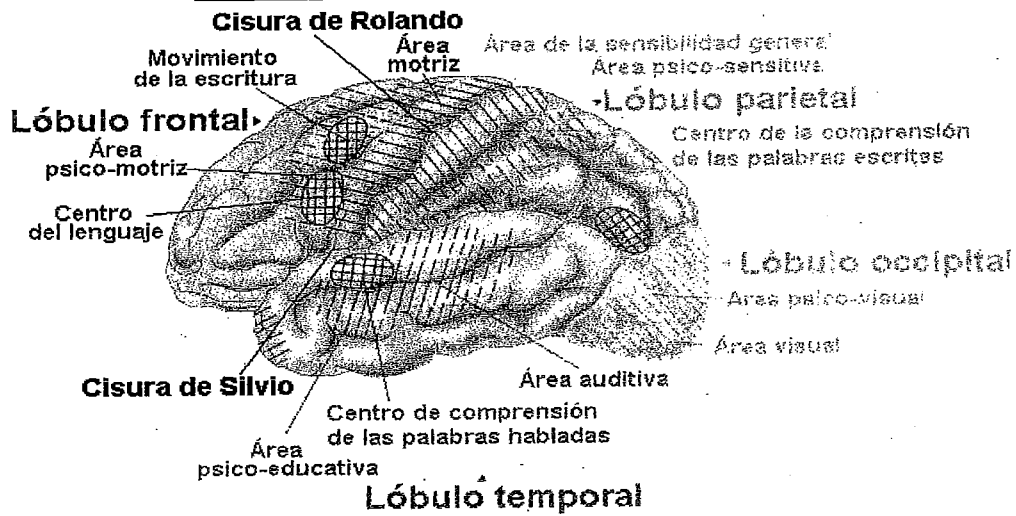 Cisura de Rolando
Movimiento
de la escritura
Área
motriz
Área de la sensibilidad general
Área psico-sensitiva
Lóbulo frontal
Lóbulo parietal
Área
psico-motriz
Centro de la comprensión
de las palabras escritas
Centro
del lenguaje
Lóbulo occipital
Área psico-visual
Área visual
Cisura de Silvio
Área auditiva
Centro de comprensión
de las palabras habladas
Área
psico-educativa
Lóbulo temporal